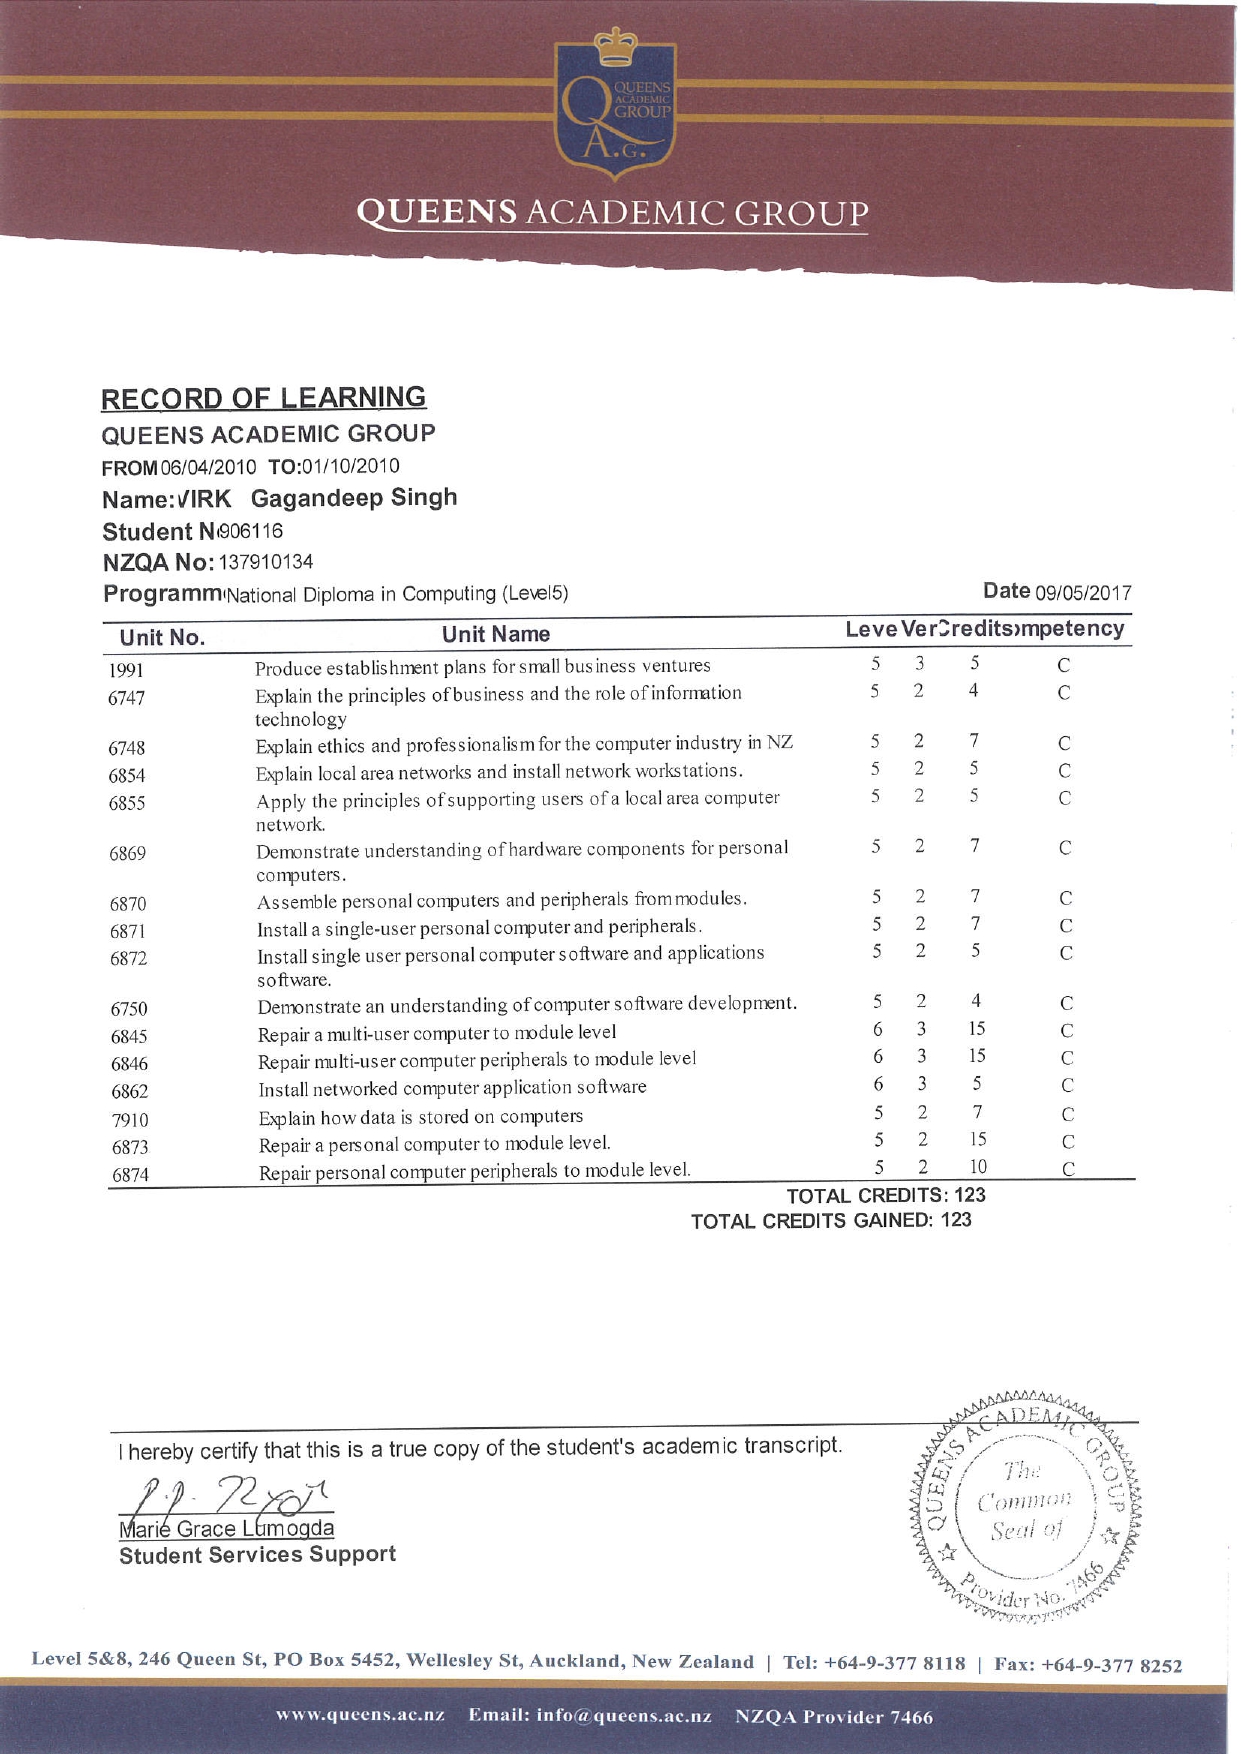 QUEENS
ACADEMIC
GROUP
Q
A.G.
QUEENS ACADEMIC GROUP
RECORD OF LEARNING
QUEENS ACADEMIC GROUP
FROM 06/04/2010 TO:01/10/2010
Name: VIRK Gagandeep Singh
Student N 906116
NZQA No: 137910134
Programm National Diploma in Computing (Level5) Date 09/05/2017
Unit No. Unit Name Leve Ver Credits mpetency
1991 Produce establishment plans for small business ventures 5 3 5 C
6747 Explain the principles of business and the role of information 5 2 4 C
technology
6748 Explain ethics and professionalism for the computer industry in NZ 5 2 7 C
6854 Explain local area networks and install network workstations. 5 2 5 C
6855 Apply the principles of supporting users of a local area computer 5 2 5 C
network.
6869 Demonstrate understanding of hardware components for personal 5 2 7 C
computers.
6870 Assemble personal computers and peripherals from modules. 5 2 7 C
6871 Install a single-user personal computer and peripherals. 5 2 7 C
6872 Install single user personal computer software and applications 5 2 5 C
software.
6750 Demonstrate an understanding of computer software development. 5 2 4 C
6845 Repair a multi-user computer to module level 6 3 15 C
6846 Repair multi-user computer peripherals to module level 6 3 15 C
6862 Install networked computer application software 6 3 5 C
7910 Explain how data is stored on computers 5 2 7 C
6873 Repair a personal computer to module level. 5 2 15 C
6874 Repair personal computer peripherals to module level. 5 2 10 C
TOTAL CREDITS: 123
TOTAL CREDITS GAINED: 123
I hereby certify that this is a true copy of the student's academic transcript.
p.p.
Marie Grace Lumogda
Student Services Support
QUEENS ACADEMIC GROUP
The
Common
Seal of
Provider No. 7466
Level 5&8, 246 Queen St, PO Box 5452, Wellesley St, Auckland, New Zealand | Tel: +64-9-377 8118 | Fax: +64-9-377 8252
www.queens.ac.nz Email: info@queens.ac.nz NZQA Provider 7466